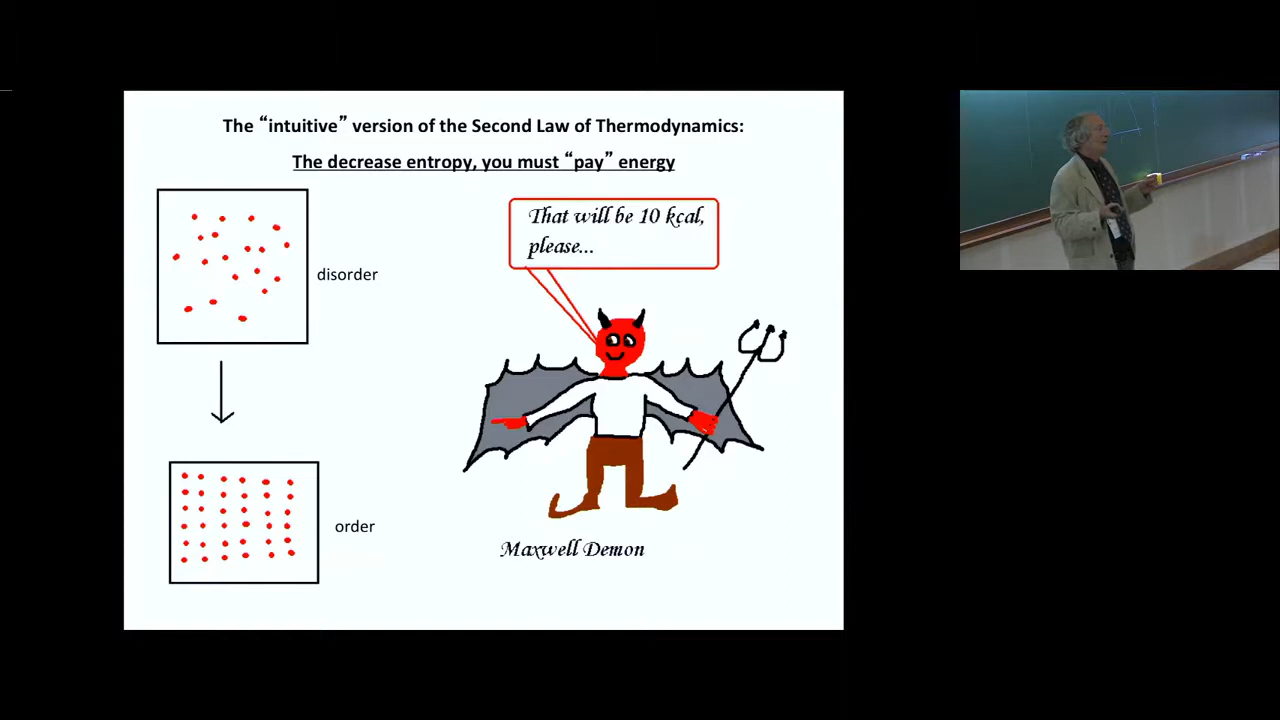 The “intuitive” version of the Second Law of Thermodynamics:
The decrease entropy, you must “pay” energy
That will be 10 kcal,
please...
disorder
order
Maxwell Demon